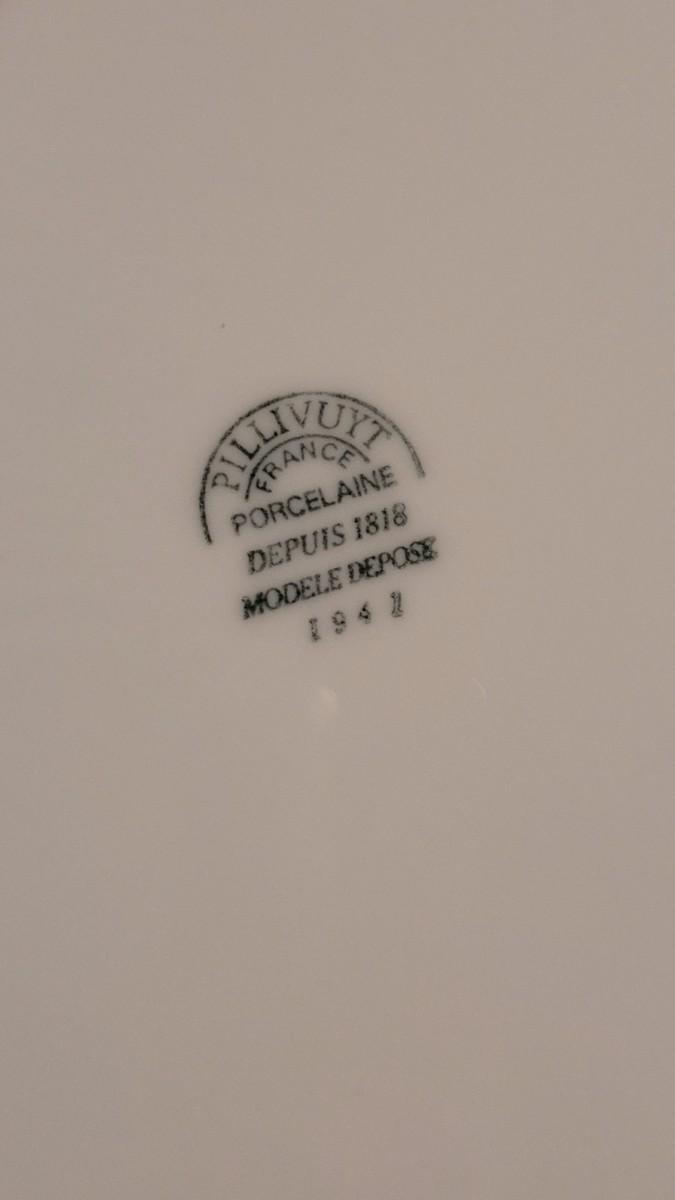 PILLIVUYT
FRANCE
PORCELAINE
DEPUIS 1818
MODELE DEPOSE
1941